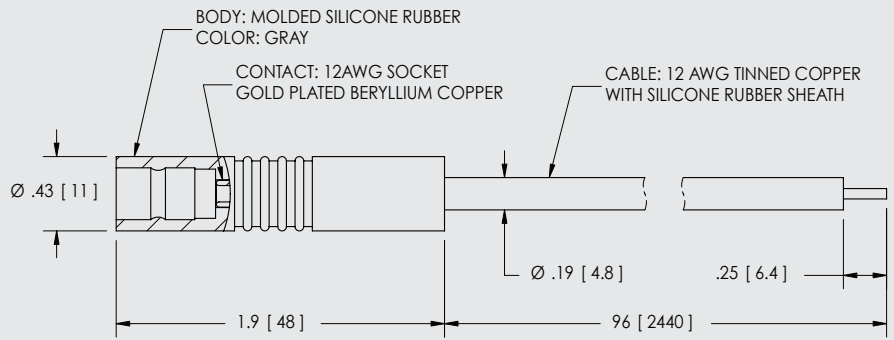 BODY: MOLDED SILICONE RUBBER
COLOR: GRAY
CONTACT: 12AWG SOCKET
GOLD PLATED BERYLLIUM COPPER
CABLE: 12 AWG TINNED COPPER
WITH SILICONE RUBBER SHEATH
Ø .43 [ 11 ]
Ø .19 [ 4.8 ]
.25 [ 6.4 ]
1.9 [ 48 ]
96 [ 2440 ]